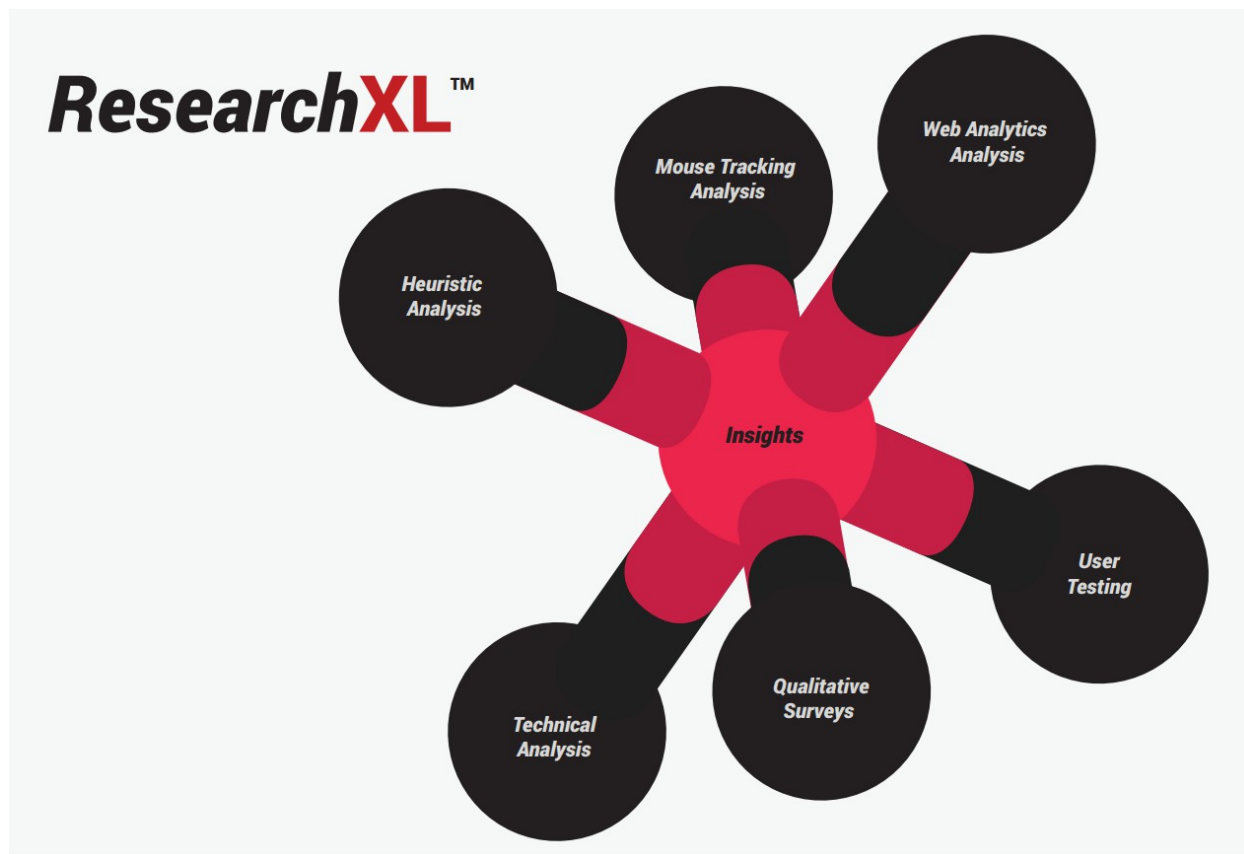 ResearchXL™
Web Analytics
Analysis
Mouse Tracking
Analysis
Heuristic
Analysis
Insights
User
Testing
Qualitative
Surveys
Technical
Analysis